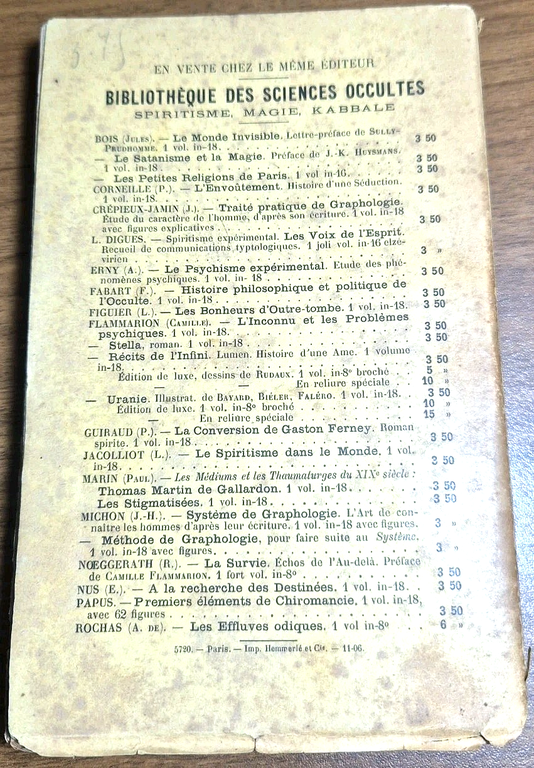 3 75
EN VENTE CHEZ LE MÊME ÉDITEUR
BIBLIOTHÈQUE DES SCIENCES OCCULTES
SPIRITISME, MAGIE, KABBALE
BOIS (JULES). — Le Monde Invisible. Lettre-préface de SULLY-
PRUDHOMME. 1 vol. in-18. . . . . . . . . . . . . . 3 50
— Le Satanisme et la Magie. Préface de J.-K. HUYSMANS.
1 vol. in-18. . . . . . . . . . . . . . . . . . . 3 50
— Les Petites Religions de Paris. 1 vol in-16. . . . . 3 50
CORNEILLE (P.). — L'Envoûtement. Histoire d'une Séduction.
1 vol. in-18. . . . . . . . . . . . . . . . . . . 3 50
CRÉPIEUX-JAMIN (J.). — Traité pratique de Graphologie.
Étude du caractère de l'homme, d'après son écriture. 1 vol. in-18
avec figures explicatives . . . . . . . . . . . . . 3 50
L. DIGUES. — Spiritisme expérimental. Les Voix de l'Esprit.
Recueil de communications typtologiques. 1 joli vol. in-16 elzé-
virien . . . . . . . . . . . . . . . . . . . . . 3 »
ERNY (A.). — Le Psychisme expérimental. Etude des phé-
nomènes psychiques. 1 vol. in-18 . . . . . . . . . . 3 50
FABART (F.). — Histoire philosophique et politique de
l'Occulte. 1 vol. in-18. . . . . . . . . . . . . . 3 50
FIGUIER (L.). — Les Bonheurs d'Outre-tombe. 1 vol. in-18. 3 50
FLAMMARION (CAMILLE). — L'Inconnu et les Problèmes
psychiques. 1 vol. in-18. . . . . . . . . . . . . . 3 50
— Stella, roman. 1 vol. in-18. . . . . . . . . . . . 3 50
— Récits de l'Infini. Lumen. Histoire d'une Ame. 1 volume
in-18. . . . . . . . . . . . . . . . . . . . . . 3 50
Édition de luxe, dessins de RUDAUX. 1 vol. in-8º broché . . 5 »
— — En reliure spéciale . . 10 »
— Uranie. Illustrat. de BAYARD, BIÉLER, FALÉRO. 1 vol. in-18 3 50
Édition de luxe. 1 vol. in-8º broché . . . . . . . . 10 »
En reliure spéciale . . . . . . . 15 »
GUIRAUD (P.). — La Conversion de Gaston Ferney. Roman
spirite. 1 vol. in-18 . . . . . . . . . . . . . . . 3 50
JACOLLIOT (L.). — Le Spiritisme dans le Monde. 1 vol.
in-18. . . . . . . . . . . . . . . . . . . . . . 3 50
MARIN (PAUL). — Les Médiums et les Thaumaturges du XIXe siècle :
Thomas Martin de Gallardon. 1 vol. in-18. . . . . . 3 50
Les Stigmatisées. 1 vol. in-18. . . . . . . . . . . 3 50
MICHON (J.-H.). — Système de Graphologie. L'Art de con-
naître les hommes d'après leur écriture. 1 vol. in-18 avec figures. 3 »
— Méthode de Graphologie, pour faire suite au Système.
1 vol. in-18 avec figures. . . . . . . . . . . . . . 3 »
NŒGGERATH (R.). — La Survie. Échos de l'Au-delà. Préface
de CAMILLE FLAMMARION. 1 fort vol. in-8º . . . . . . 3 50
NUS (E.). — A la recherche des Destinées. 1 vol. in-18. . 3 50
PAPUS. — Premiers éléments de Chiromancie. 1 vol. in-18,
avec 62 figures . . . . . . . . . . . . . . . . . 3 50
ROCHAS (A. DE). — Les Effluves odiques. 1 vol in-8º . . . 6 »
5790. — Paris. — Imp. Hemmerlé et Cie. — 11-06.